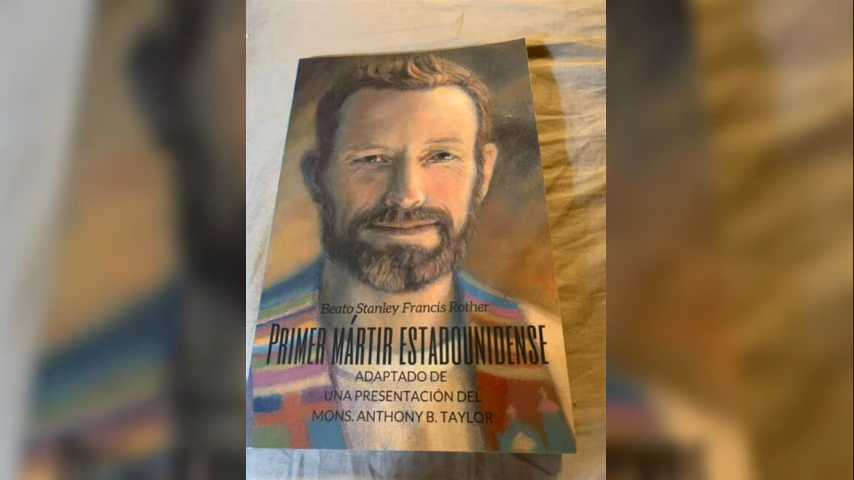 Beato Stanley Francis Rother
PRIMER MÁRTIR ESTADOUNIDENSE
ADAPTADO DE
UNA PRESENTACIÓN DEL
MONS. ANTHONY B. TAYLOR